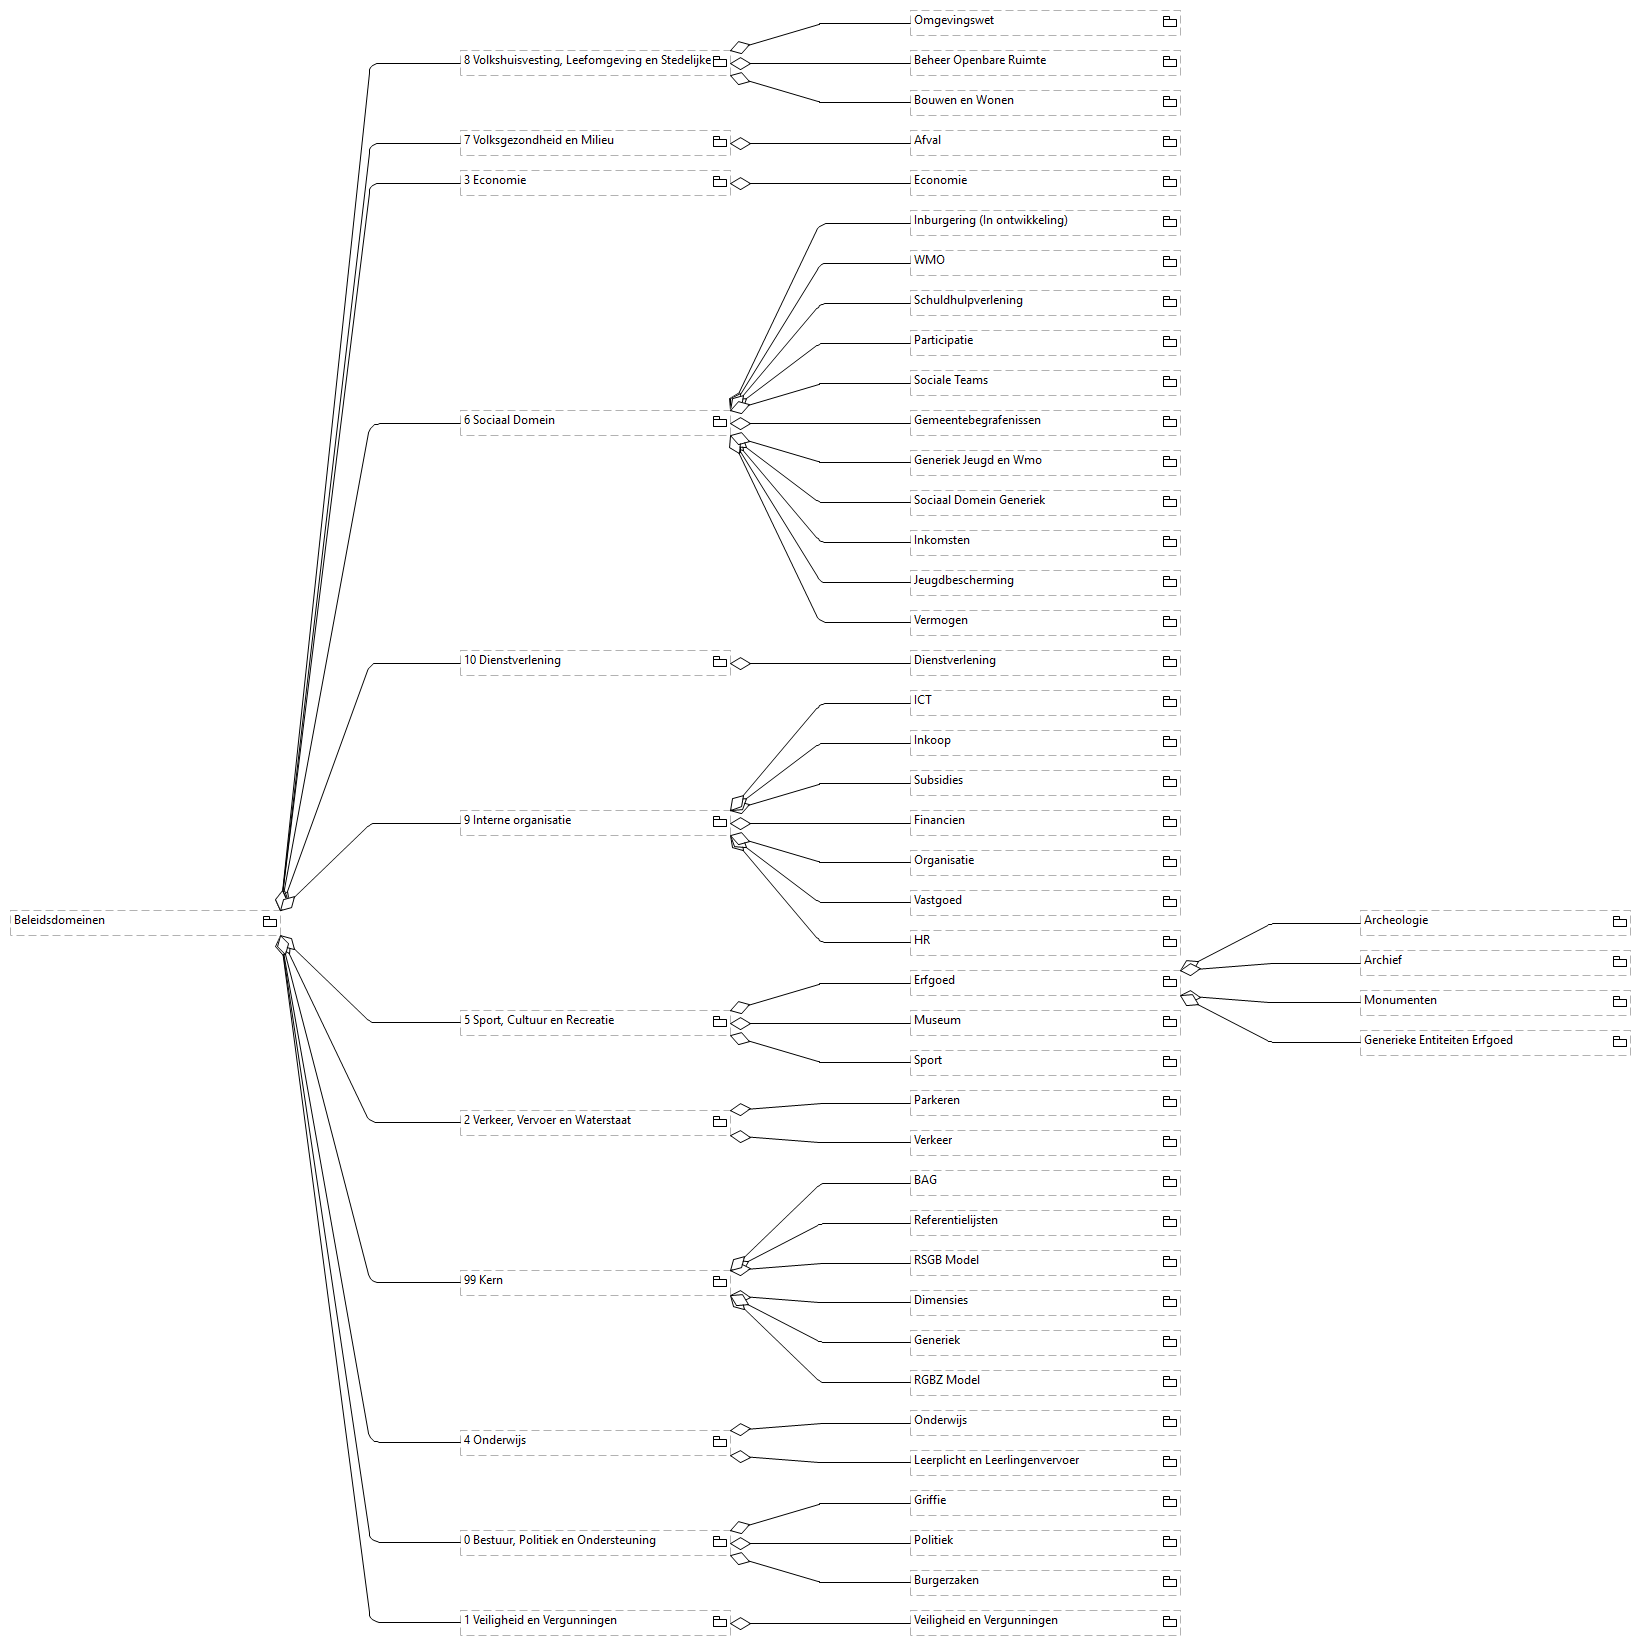 Omgevingswet
8 Volkshuisvesting, Leefomgeving en Stedelijke
Beheer Openbare Ruimte
Bouwen en Wonen
7 Volksgezondheid en Milieu
Afval
3 Economie
Economie
Inburgering (In ontwikkeling)
WMO
Schuldhulpverlening
Participatie
Sociale Teams
6 Sociaal Domein
Gemeentebegrafenissen
Generiek Jeugd en Wmo
Sociaal Domein Generiek
Inkomsten
Jeugdbescherming
Vermogen
10 Dienstverlening
Dienstverlening
ICT
Inkoop
Subsidies
9 Interne organisatie
Financien
Organisatie
Vastgoed
HR
Beleidsdomeinen
Archeologie
Archief
Erfgoed
Monumenten
Generieke Entiteiten Erfgoed
5 Sport, Cultuur en Recreatie
Museum
Sport
Parkeren
2 Verkeer, Vervoer en Waterstaat
Verkeer
BAG
Referentielijsten
RSGB Model
99 Kern
Dimensies
Generiek
RGBZ Model
Onderwijs
4 Onderwijs
Leerplicht en Leerlingenvervoer
Griffie
0 Bestuur, Politiek en Ondersteuning
Politiek
Burgerzaken
1 Veiligheid en Vergunningen
Veiligheid en Vergunningen